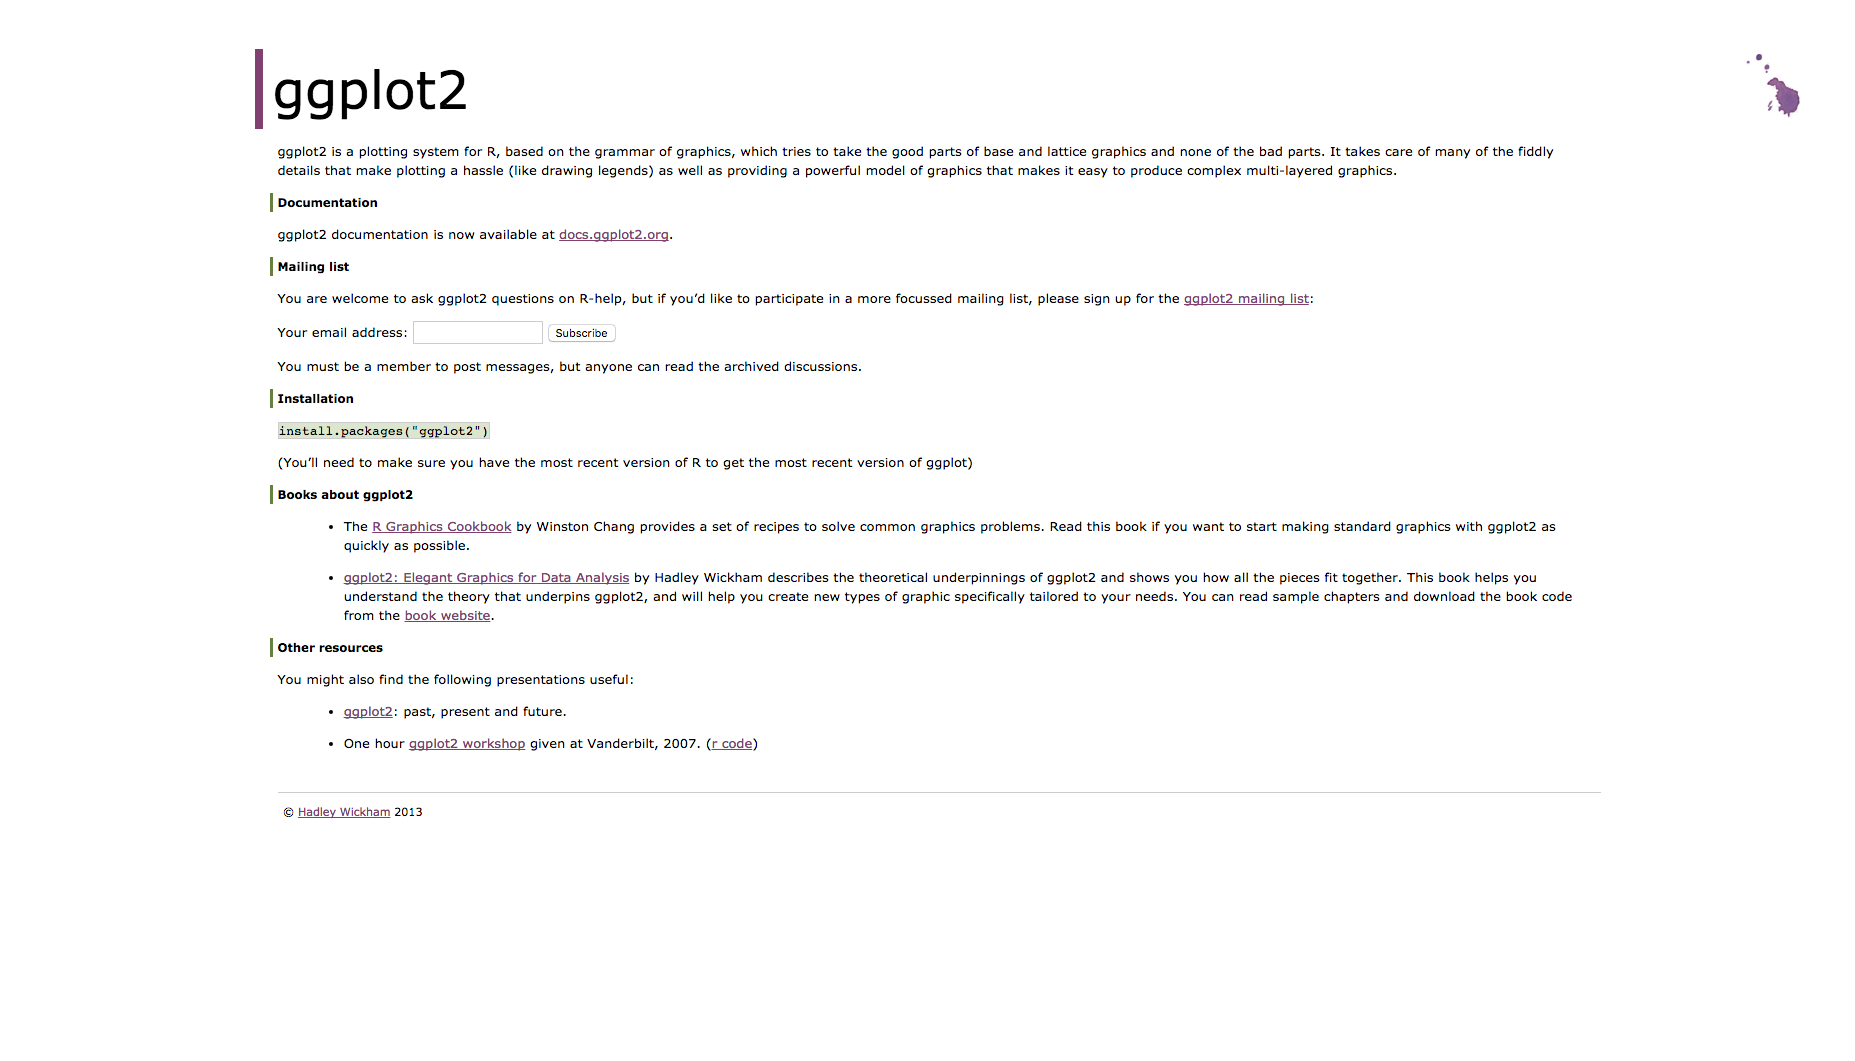 ggplot2
ggplot2 is a plotting system for R, based on the grammar of graphics, which tries to take the good parts of base and lattice graphics and none of the bad parts. It takes care of many of the fiddly
details that make plotting a hassle (like drawing legends) as well as providing a powerful model of graphics that makes it easy to produce complex multi-layered graphics.
Documentation
ggplot2 documentation is now available at docs.ggplot2.org.
Mailing list
You are welcome to ask ggplot2 questions on R-help, but if you’d like to participate in a more focussed mailing list, please sign up for the ggplot2 mailing list:
Your email address: Subscribe
You must be a member to post messages, but anyone can read the archived discussions.
Installation
install.packages("ggplot2")
(You’ll need to make sure you have the most recent version of R to get the most recent version of ggplot)
Books about ggplot2
• The R Graphics Cookbook by Winston Chang provides a set of recipes to solve common graphics problems. Read this book if you want to start making standard graphics with ggplot2 as
quickly as possible.
• ggplot2: Elegant Graphics for Data Analysis by Hadley Wickham describes the theoretical underpinnings of ggplot2 and shows you how all the pieces fit together. This book helps you
understand the theory that underpins ggplot2, and will help you create new types of graphic specifically tailored to your needs. You can read sample chapters and download the book code
from the book website.
Other resources
You might also find the following presentations useful:
• ggplot2: past, present and future.
• One hour ggplot2 workshop given at Vanderbilt, 2007. (r code)
© Hadley Wickham 2013